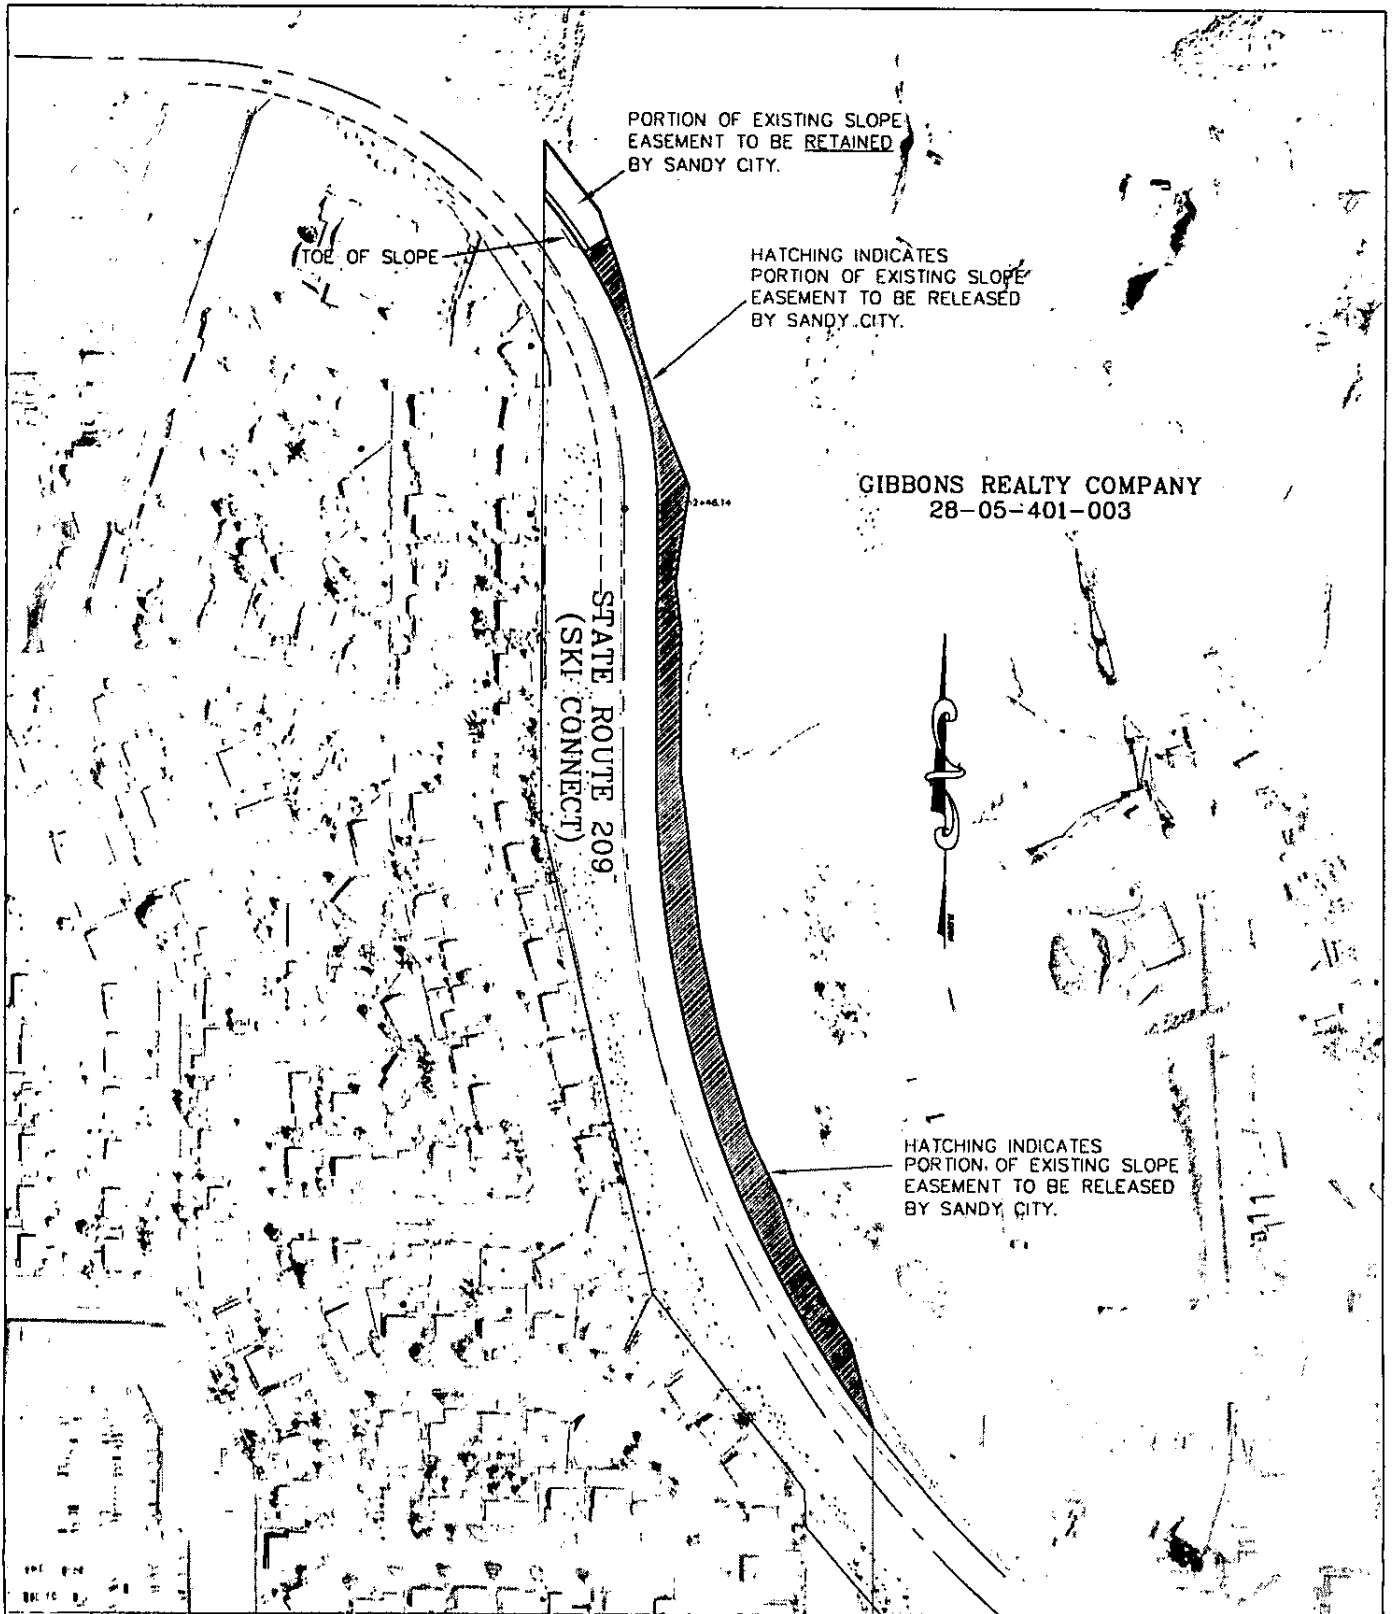 PORTION OF EXISTING SLOPE
EASEMENT TO BE RETAINED
BY SANDY CITY.
TOE OF SLOPE
HATCHING INDICATES
PORTION OF EXISTING SLOPE
EASEMENT TO BE RELEASED
BY SANDY CITY.
GIBBONS REALTY COMPANY
28-05-401-003
STATE ROUTE 209
(SKI CONNECT)
HATCHING INDICATES
PORTION OF EXISTING SLOPE
EASEMENT TO BE RELEASED
BY SANDY CITY.